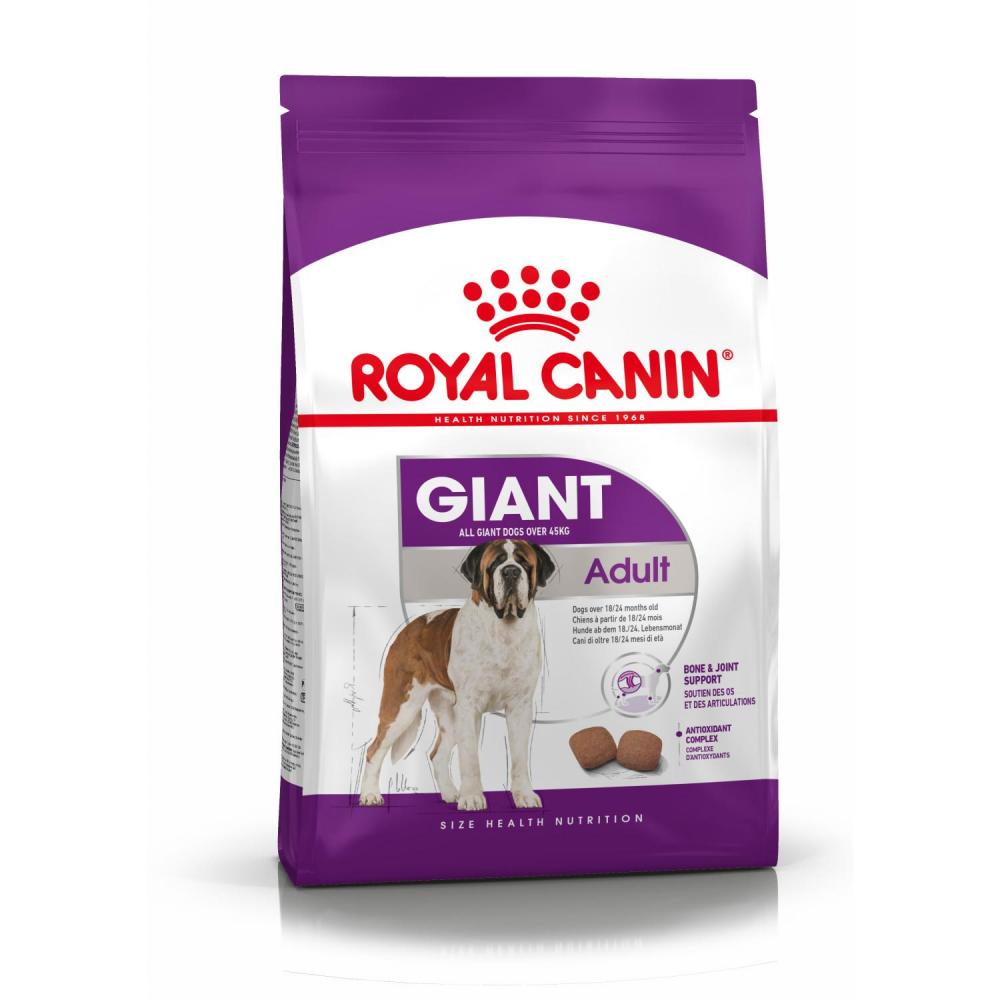 ROYAL CANIN®
HEALTH NUTRITION SINCE 1968
GIANT
ALL GIANT DOGS OVER 45KG
Adult
Dogs over 18/24 months old
Chiens à partir de 18/24 mois
Hunde ab dem 18./24. Lebensmonat
Cani di oltre 18/24 mesi di età
BONE & JOINT
SUPPORT
SOUTIEN DES OS
ET DES ARTICULATIONS
ANTIOXIDANT
COMPLEX
COMPLEXE
D'ANTIOXYDANTS
SIZE HEALTH NUTRITION